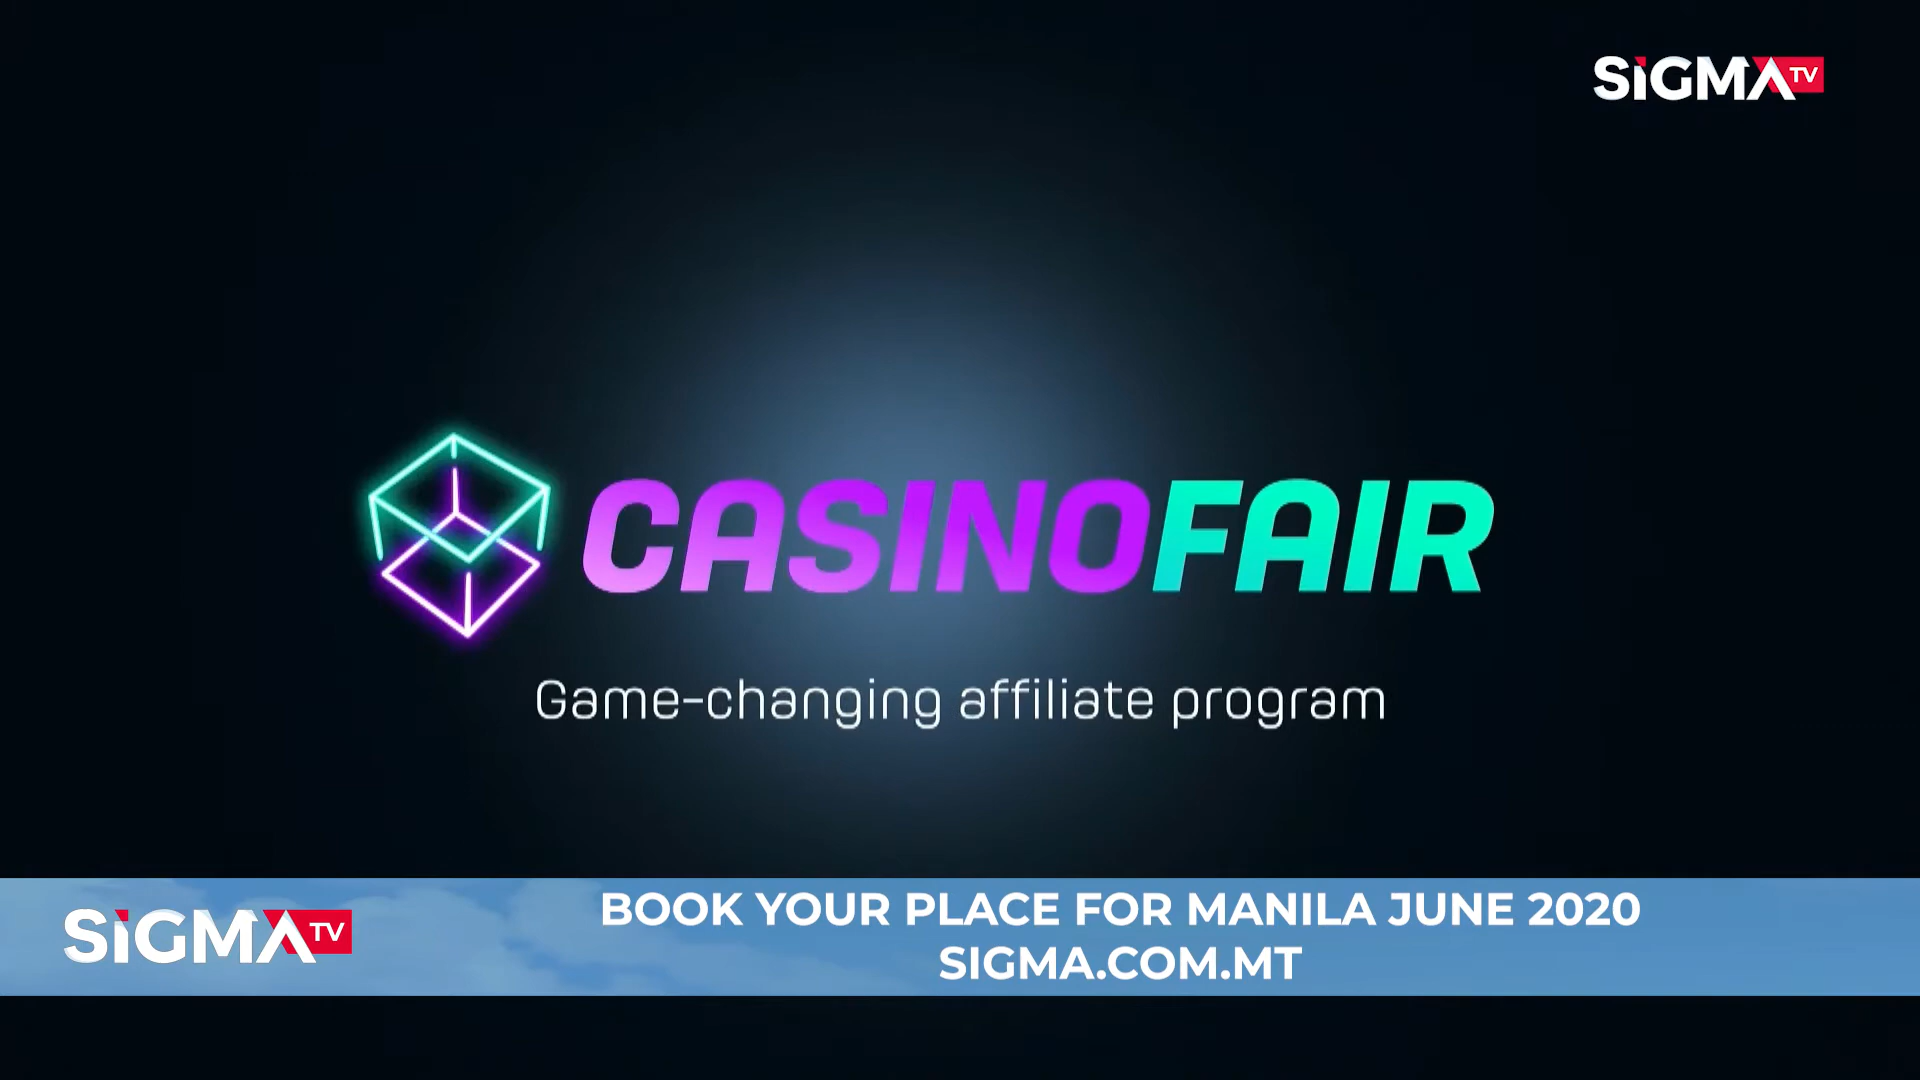 SiGMA TV
CASINOFAIR
Game-changing affiliate program
SiGMA TV
BOOK YOUR PLACE FOR MANILA JUNE 2020
SIGMA.COM.MT